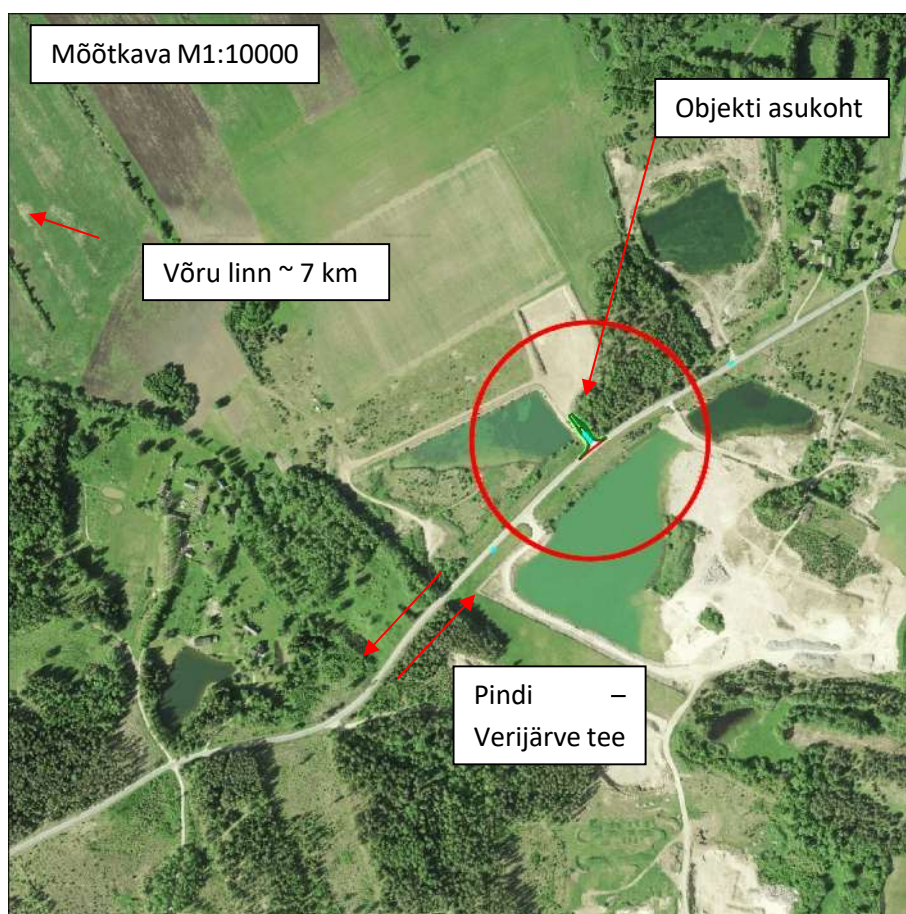 Mõõtkava M1:10000
Objekti asukoht
Võru linn ~ 7 km
Pindi –
Verijärve tee